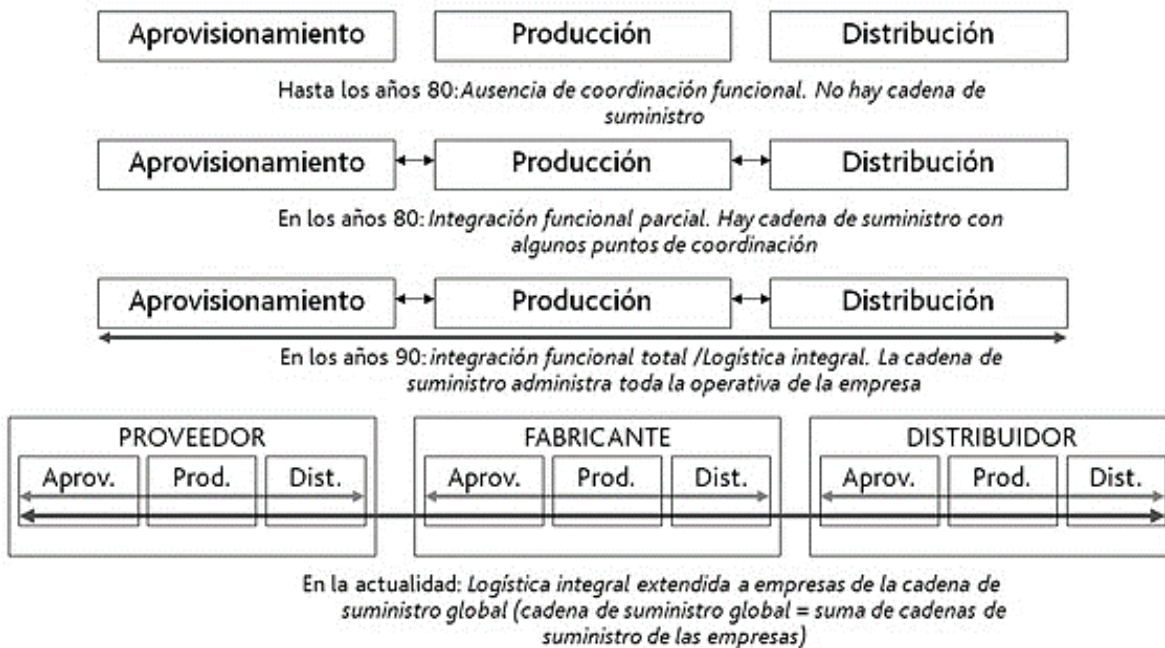 Aprovisionamiento Producción Distribución
Hasta los años 80: Ausencia de coordinación funcional. No hay cadena de
suministro
Aprovisionamiento Producción Distribución
En los años 80: Integración funcional parcial. Hay cadena de suministro con
algunos puntos de coordinación
Aprovisionamiento Producción Distribución
En los años 90: integración funcional total /Logística integral. La cadena de
suministro administra toda la operativa de la empresa
PROVEEDOR FABRICANTE DISTRIBUIDOR
Aprov. Prod. Dist. Aprov. Prod. Dist. Aprov. Prod. Dist.
En la actualidad: Logística integral extendida a empresas de la cadena de
suministro global (cadena de suministro global = suma de cadenas de
suministro de las empresas)